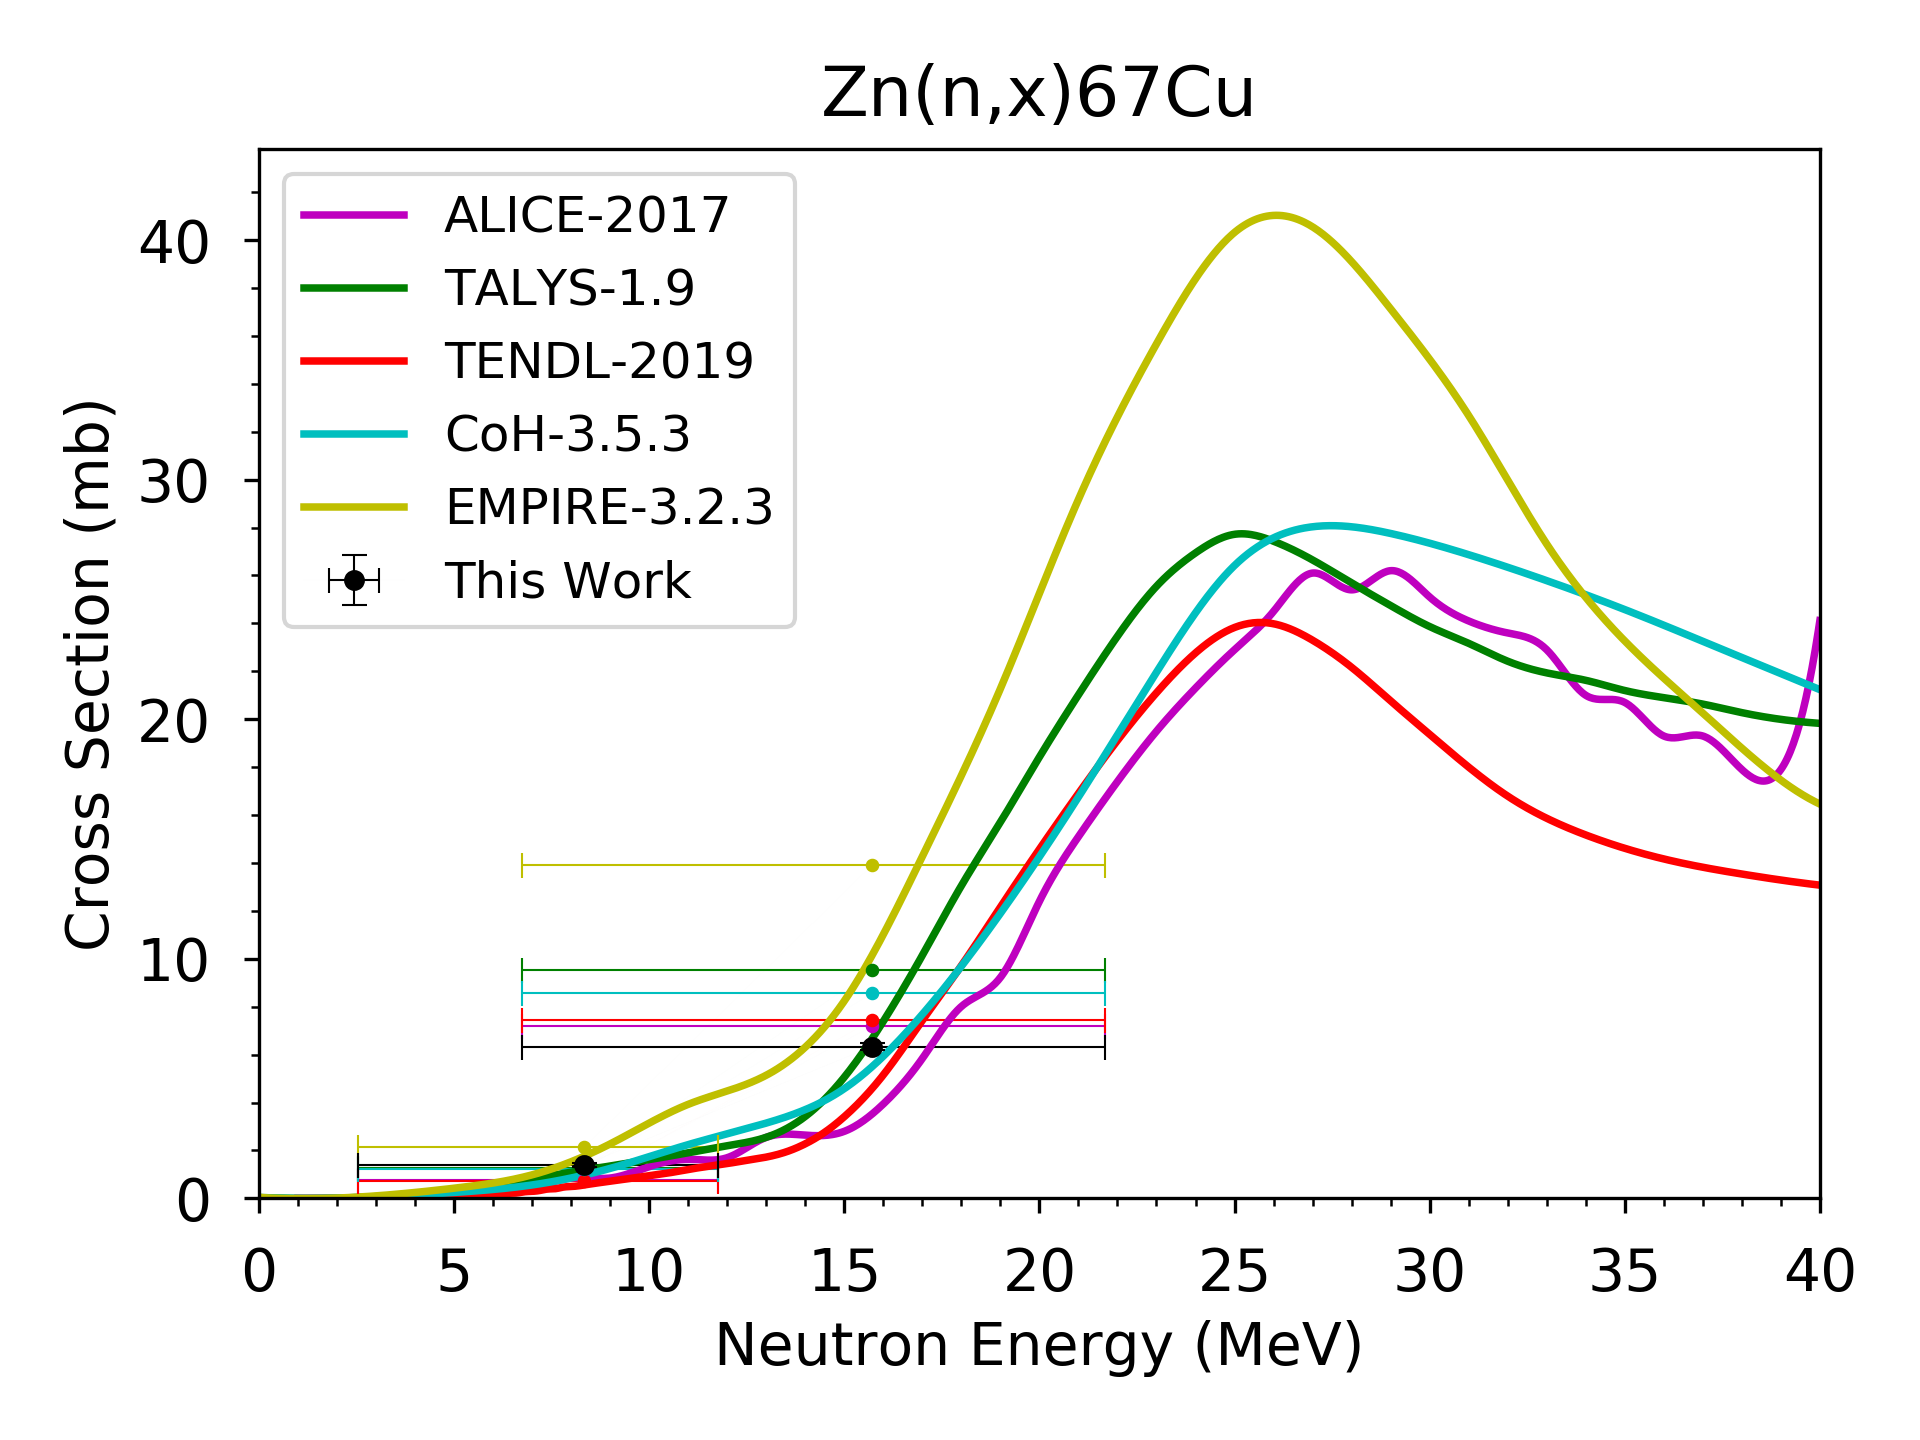 Zn(n,x)67Cu
ALICE-2017
TALYS-1.9
TENDL-2019
CoH-3.5.3
EMPIRE-3.2.3
This Work
Cross Section (mb)
40
30
20
10
0
0 5 10 15 20 25 30 35 40
Neutron Energy (MeV)